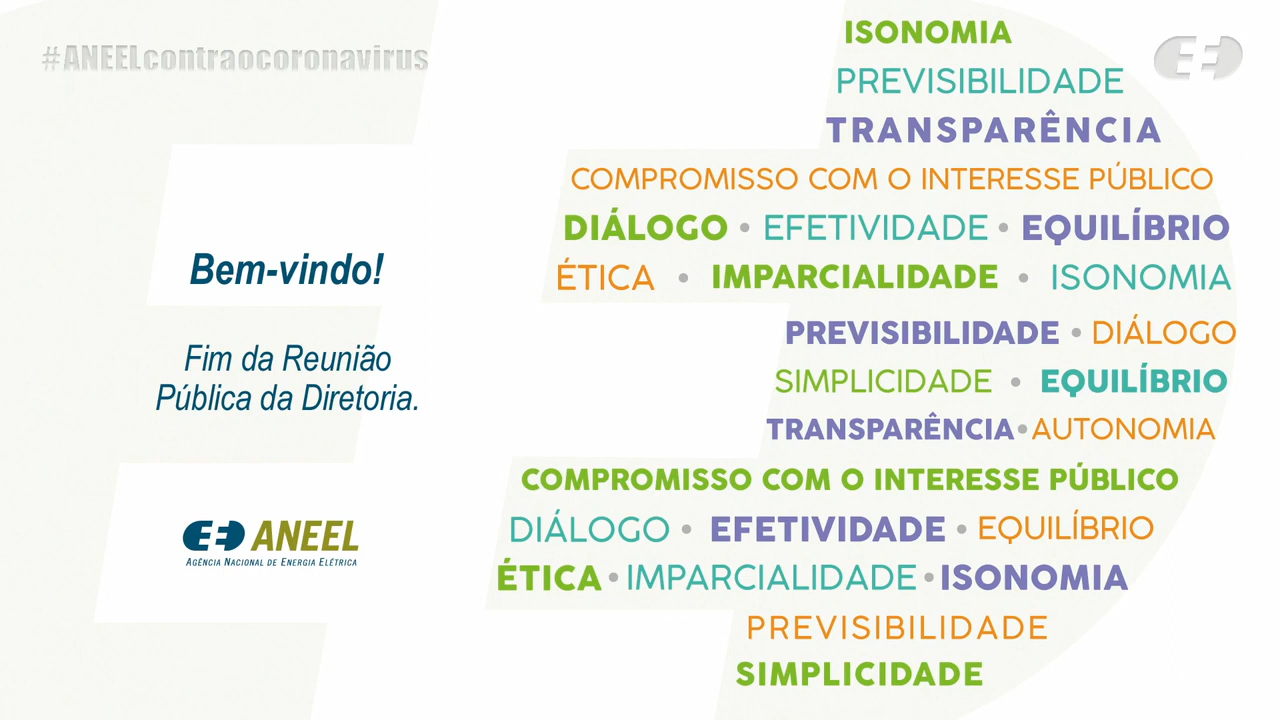 #ANEELcontraocoronavirus
Bem-vindo!
Fim da Reunião
Pública da Diretoria.
ANEEL
AGÊNCIA NACIONAL DE ENERGIA ELÉTRICA
ISONOMIA
PREVISIBILIDADE
TRANSPARÊNCIA
COMPROMISSO COM O INTERESSE PÚBLICO
DIÁLOGO • EFETIVIDADE • EQUILÍBRIO
ÉTICA • IMPARCIALIDADE • ISONOMIA
PREVISIBILIDADE • DIÁLOGO
SIMPLICIDADE • EQUILÍBRIO
TRANSPARÊNCIA • AUTONOMIA
COMPROMISSO COM O INTERESSE PÚBLICO
DIÁLOGO • EFETIVIDADE • EQUILÍBRIO
ÉTICA • IMPARCIALIDADE • ISONOMIA
PREVISIBILIDADE
SIMPLICIDADE